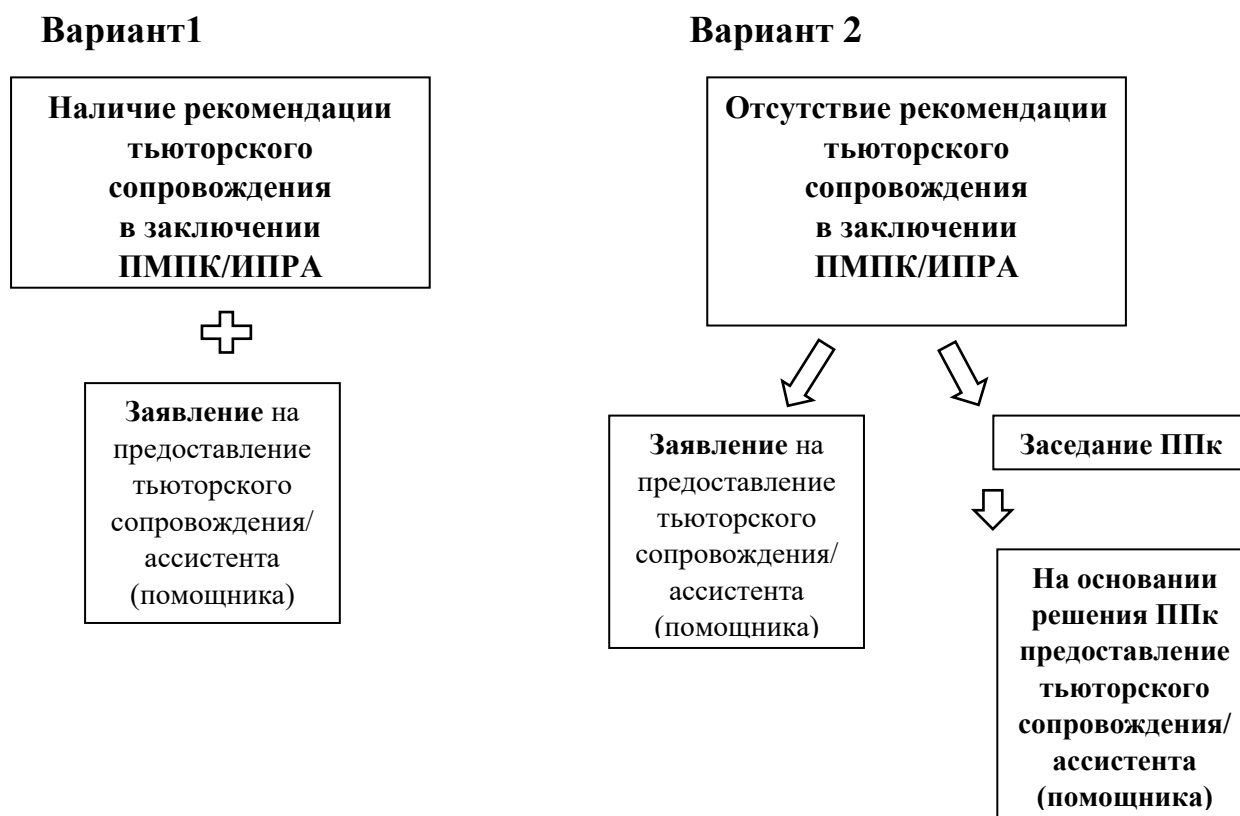 Вариант1
Наличие рекомендации
тьюторского
сопровождения
в заключении
ПМПК/ИПРА
Заявление на
предоставление
тьюторского
сопровождения/
ассистента
(помощника)
Вариант 2
Отсутствие рекомендации
тьюторского
сопровождения
в заключении
ПМПК/ИПРА
Заявление на
предоставление
тьюторского
сопровождения/
ассистента
(помощника)
Заседание ППк
На основании
решения ППк
предоставление
тьюторского
сопровождения/
ассистента
(помощника)